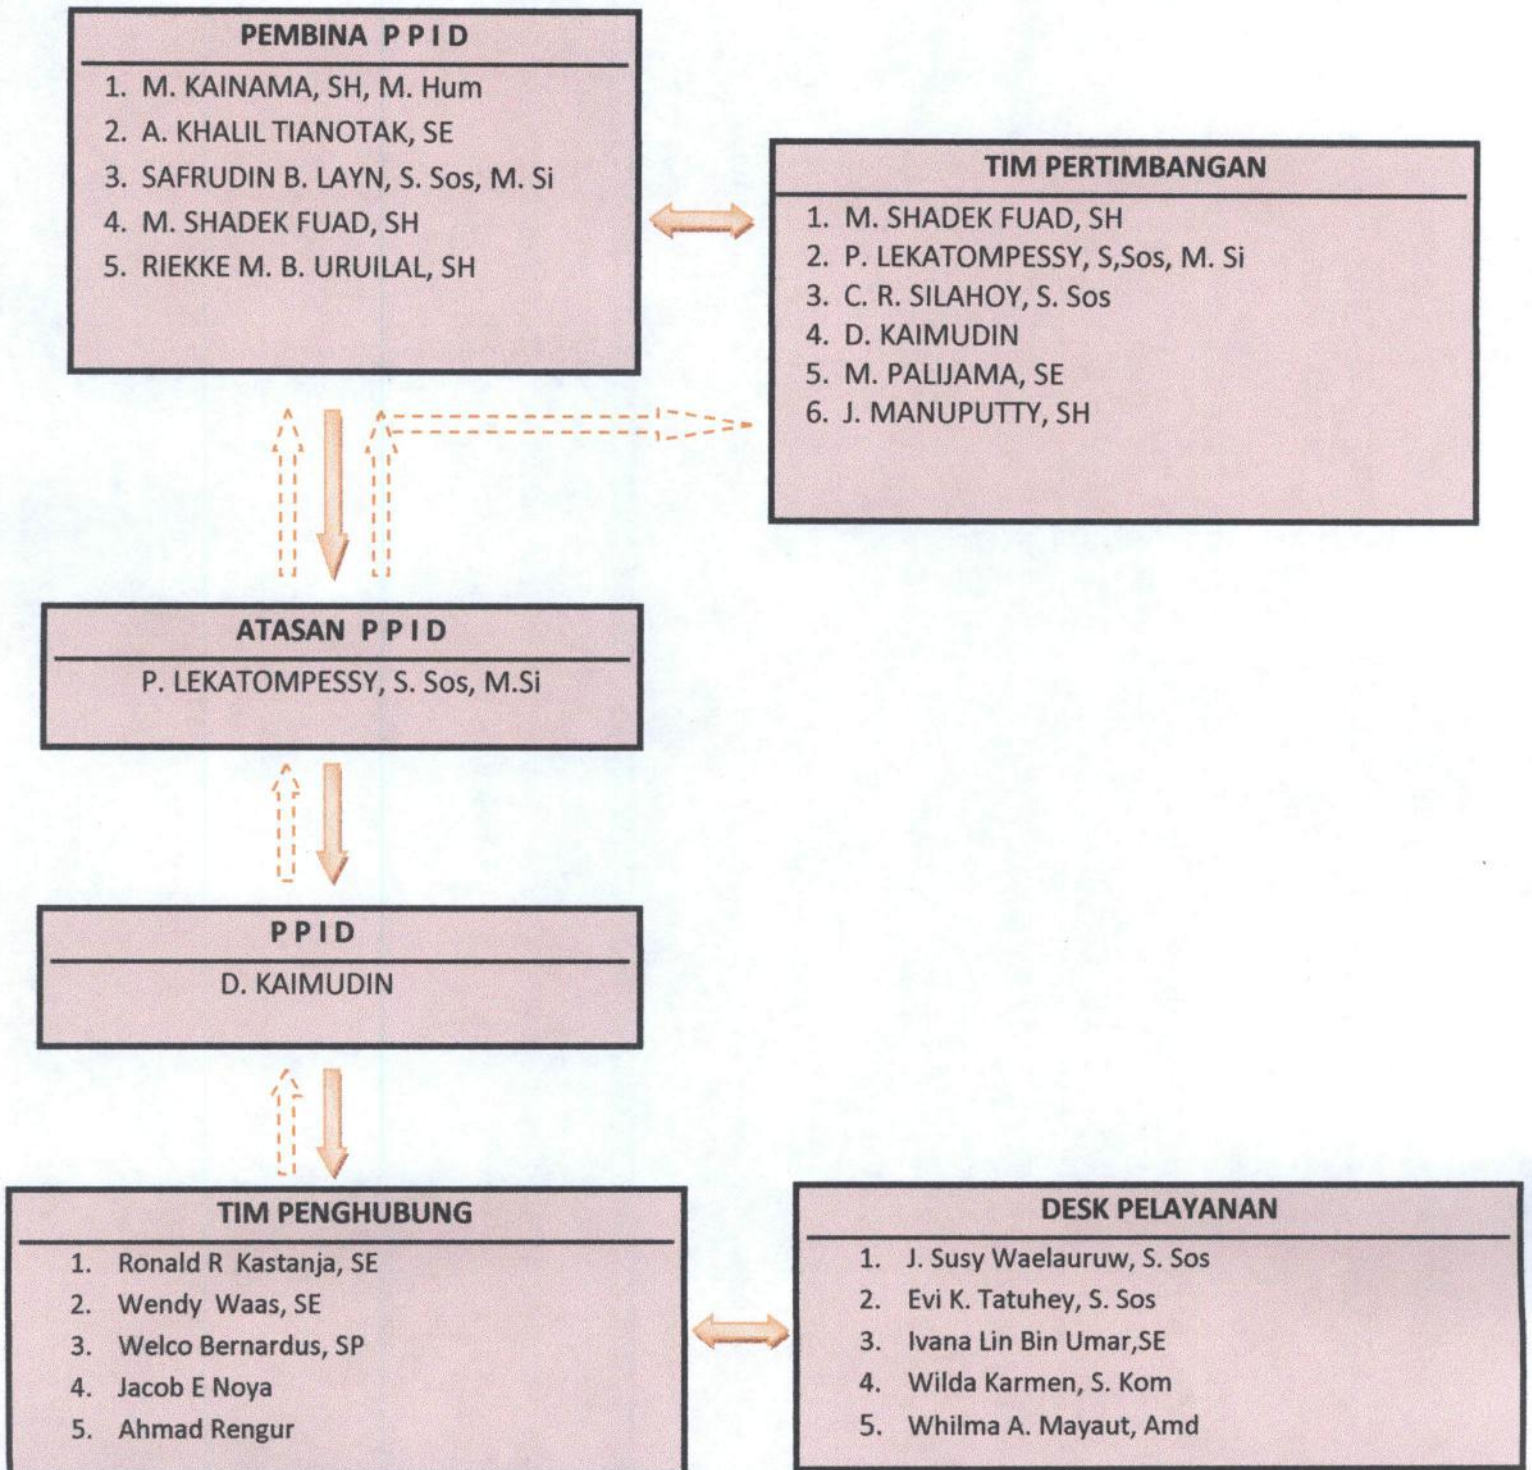 PEMBINA P P I D
1. M. KAINAMA, SH, M. Hum
2. A. KHALIL TIANOTAK, SE
3. SAFRUDIN B. LAYN, S. Sos, M. Si
4. M. SHADEK FUAD, SH
5. RIEKKE M. B. URUILAL, SH
TIM PERTIMBANGAN
1. M. SHADEK FUAD, SH
2. P. LEKATOMPESSY, S,Sos, M. Si
3. C. R. SILAHOY, S. Sos
4. D. KAIMUDIN
5. M. PALIJAMA, SE
6. J. MANUPUTTY, SH
ATASAN P P I D
P. LEKATOMPESSY, S. Sos, M.Si
P P I D
D. KAIMUDIN
TIM PENGHUBUNG
1. Ronald R Kastanja, SE
2. Wendy Waas, SE
3. Welco Bernardus, SP
4. Jacob E Noya
5. Ahmad Rengur
DESK PELAYANAN
1. J. Susy Waelauruw, S. Sos
2. Evi K. Tatuhey, S. Sos
3. Ivana Lin Bin Umar,SE
4. Wilda Karmen, S. Kom
5. Whilma A. Mayaut, Amd